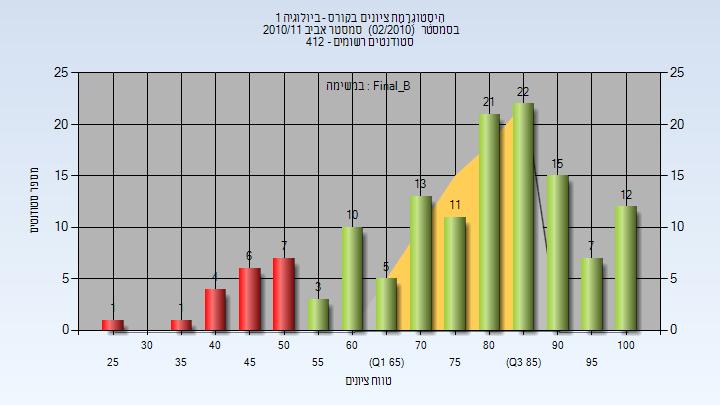 היסטוגרמת ציונים בקורס - ביולוגיה 1
בסמסטר (02/2010) סמסטר אביב 2010/11
סטודנטים רשומים - 412
במשימה : Final_B
מספר סטודנטים
25 25
20 20
15 15
10 10
5 5
0 0
1 1 4 6 7 3 10 5 13 11 21 22 15 7 12
30 40 50 60 70 80 90 100
25 35 45 55 (Q1 65) 75 (Q3 85) 95
טווח ציונים